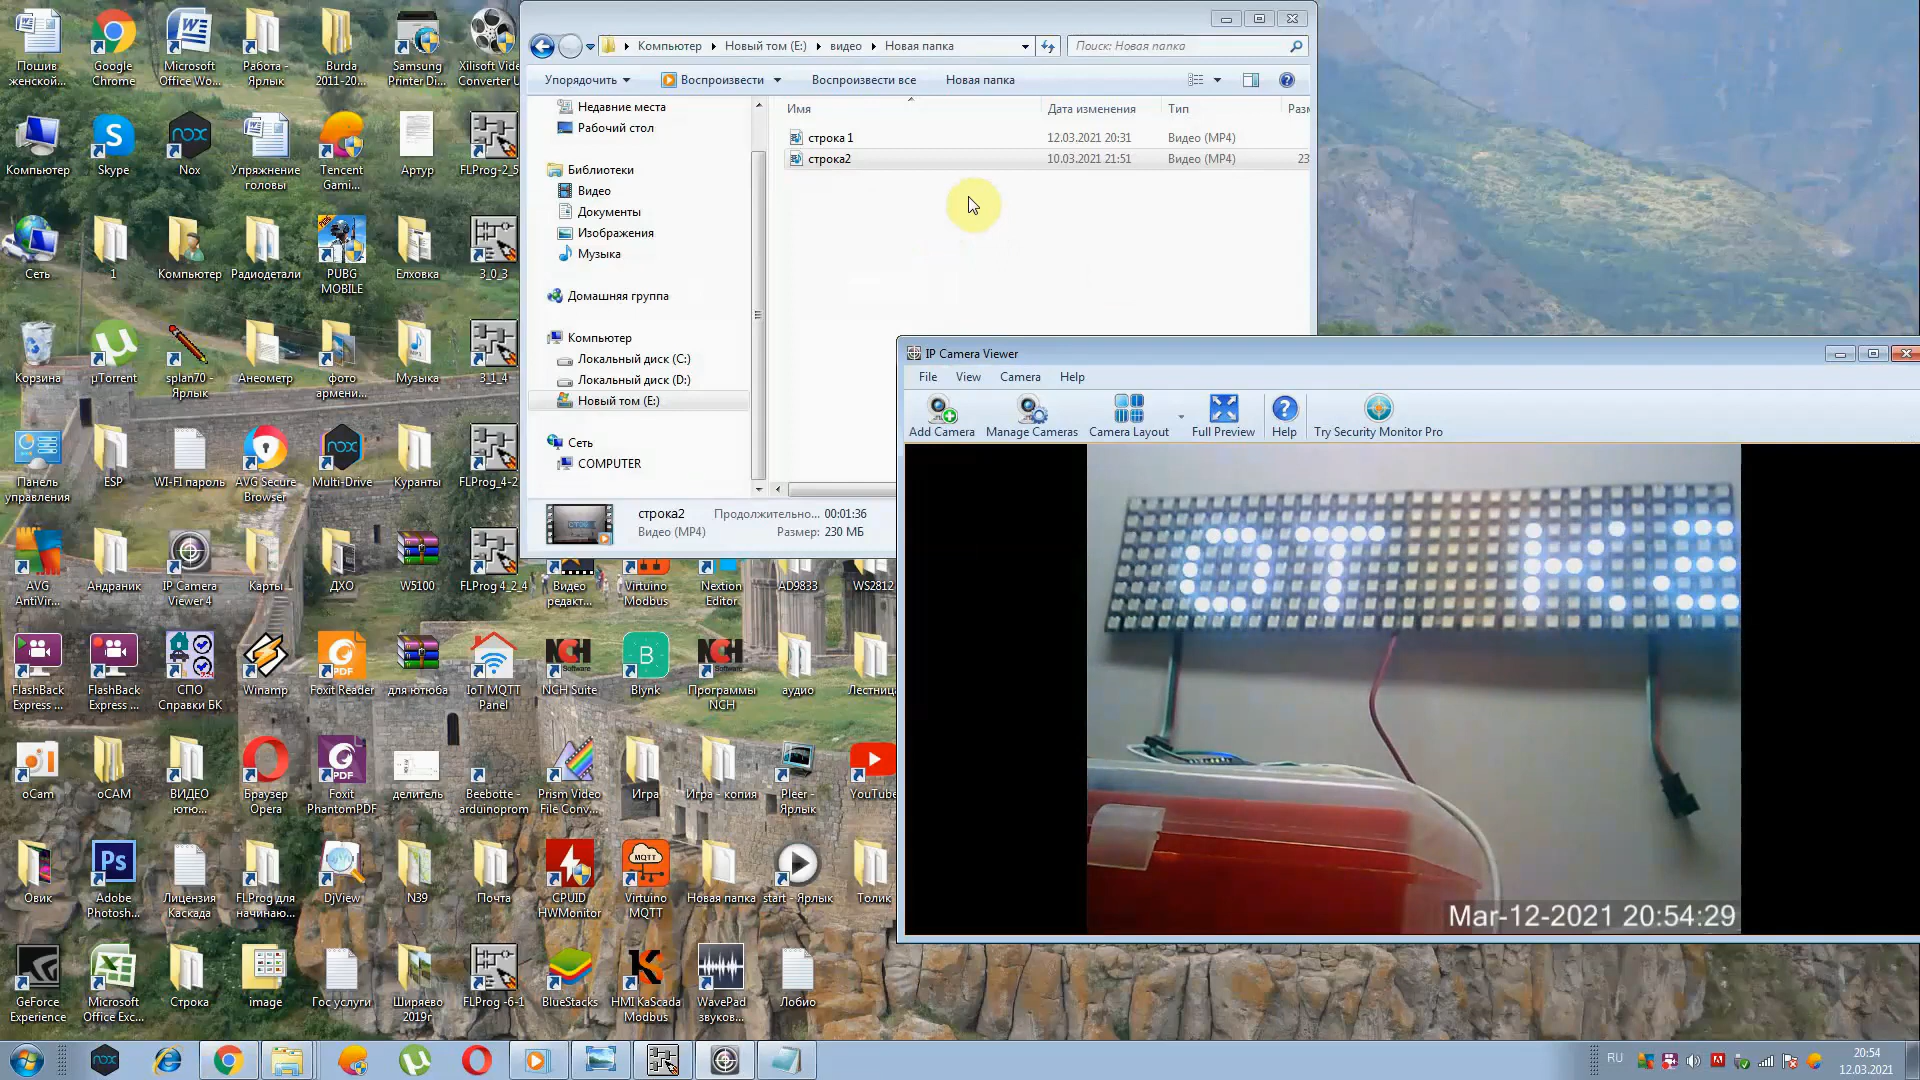 Пошив
женской...
Google
Chrome
Microsoft
Office Wo...
Работа -
Ярлык
Burda
2011-20...
Samsung
Printer Di...
Xilisoft Vide
Converter U
Компьютер
Skype
Nox
Упряжнение
головы
Tencent
Gami...
Артур
FLProg-2_5
Сеть
1
Компьютер
Радиодетали
PUBG
MOBILE
Елховка
3_0_3
Корзина
µTorrent
splan70 -
Ярлык
Анеометр
фото
армени...
Музыка
3_1_4
Панель
управления
ESP
WI-FI пароль
AVG Secure
Browser
Multi-Drive
Куранты
FLProg_4-2
AVG
AntiVir...
Андраник
IP Camera
Viewer 4
Карты
ДХО
W5100
FLProg 4_2_4
Видео
редакт...
Virtuino
Modbus
Nextion
Editor
AD9833
WS2812
FlashBack
Express ...
FlashBack
Express ...
СПО
Справки БК
Winamp
Foxit Reader
для ютюба
IoT MQTT
Panel
NCH Suite
Blynk
Программы
NCH
аудио
Лестница
oCam
oCAM
ВИДЕО
ютю...
Браузер
Opera
Foxit
PhantomPDF
делитель
Beebotte -
arduinoprom
Prism Video
File Conv...
Игра
Игра - копия
Pleer -
Ярлык
YouTube
Овик
Adobe
Photosh...
Лицензия
Каскада
FLProg для
начинаю...
DjView
N39
Почта
CPUID
HWMonitor
Virtuino
MQTT
Новая папка
start - Ярлык
Толик
GeForce
Experience
Microsoft
Office Exc...
Строка
image
Гос услуги
Ширяево
2019г
FLProg -6-1
BlueStacks
HMI KaScada
Modbus
WavePad
звуков...
Лобио
Компьютер
Новый том (E:)
видео
Новая папка
Поиск: Новая папка
Упорядочить
Воспроизвести
Воспроизвести все
Новая папка
Недавние места
Рабочий стол
Библиотеки
Видео
Документы
Изображения
Музыка
Домашняя группа
Компьютер
Локальный диск (C:)
Локальный диск (D:)
Новый том (E:)
Сеть
COMPUTER
Имя
Дата изменения
Тип
Разм
строка 1
12.03.2021 20:31
Видео (MP4)
строка2
10.03.2021 21:51
Видео (MP4)
23
строка2
Продолжительно...
00:01:36
Видео (MP4)
Размер: 230 МБ
IP Camera Viewer
File
View
Camera
Help
Add Camera
Manage Cameras
Camera Layout
Full Preview
Help
Try Security Monitor Pro
Mar-12-2021 20:54:29
RU
20:54
12.03.2021